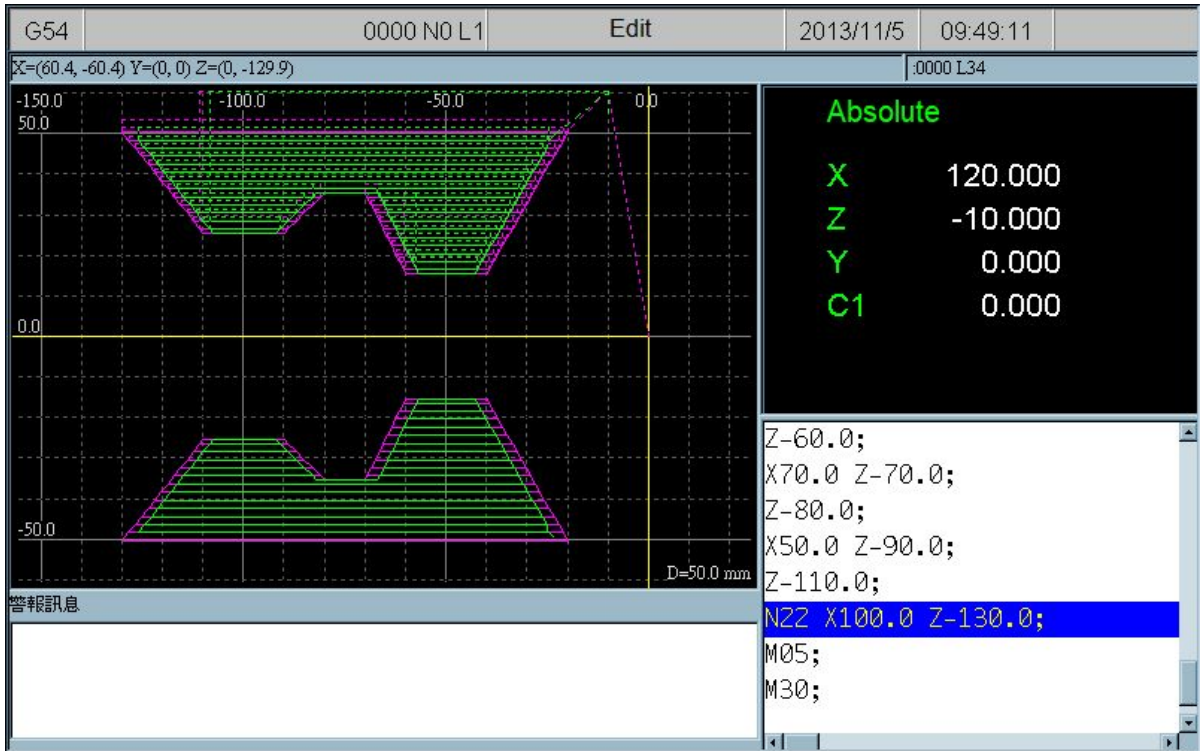 G54 0000 N0 L1 Edit 2013/11/5 09:49:11
X=(60.4, -60.4) Y=(0, 0) Z=(0, -129.9) :0000 L34
-150.0 -100.0 -50.0 0.0
50.0
0.0
-50.0
D=50.0 mm
Absolute
X 120.000
Z -10.000
Y 0.000
C1 0.000
Z-60.0;
X70.0 Z-70.0;
Z-80.0;
X50.0 Z-90.0;
Z-110.0;
N22 X100.0 Z-130.0;
M05;
M30;
警報訊息